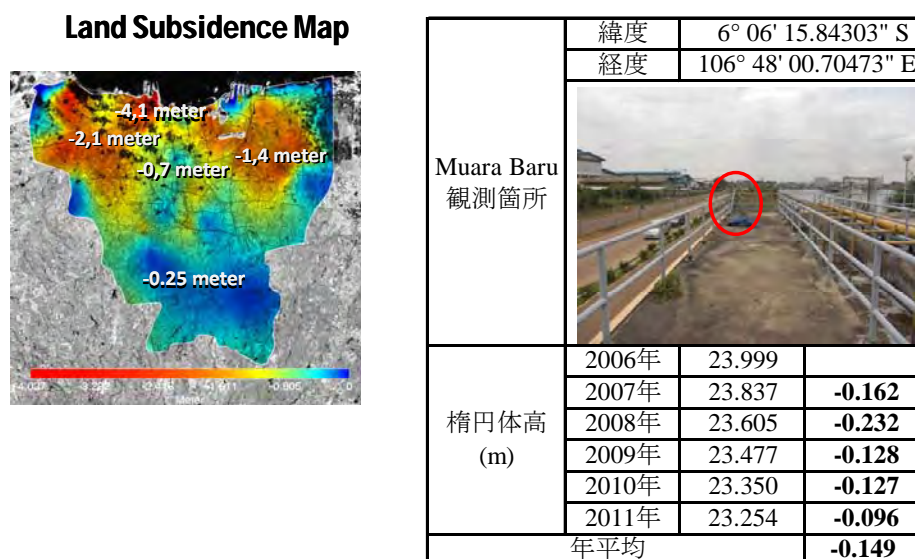 Land Subsidence Map
-4,1 meter
-2,1 meter
-0,7 meter
-1,4 meter
-0.25 meter
-0.805
0.0
Meter
Muara Baru
観測箇所
緯度 6° 06' 15.84303" S
経度 106° 48' 00.70473" E
楕円体高
(m)
2006年 23.999
2007年 23.837 -0.162
2008年 23.605 -0.232
2009年 23.477 -0.128
2010年 23.350 -0.127
2011年 23.254 -0.096
年平均 -0.149